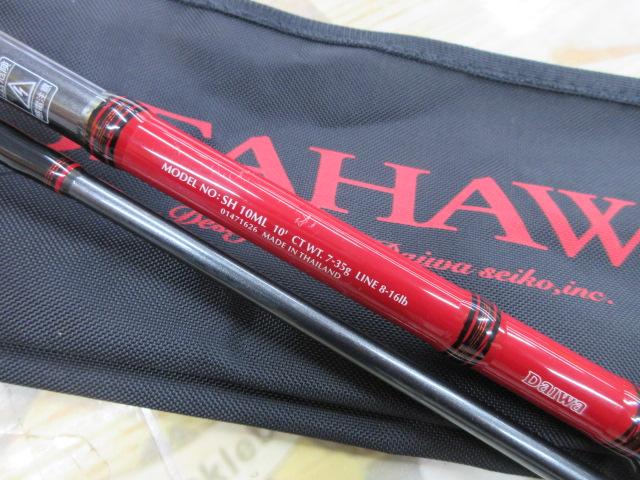 EAHAW
MODEL NO: SH 10ML 10' CT WT. 7-35g LINE 8-16lb
01471626 MADE IN THAILAND
Daiwa seiko,inc.
Daiwa